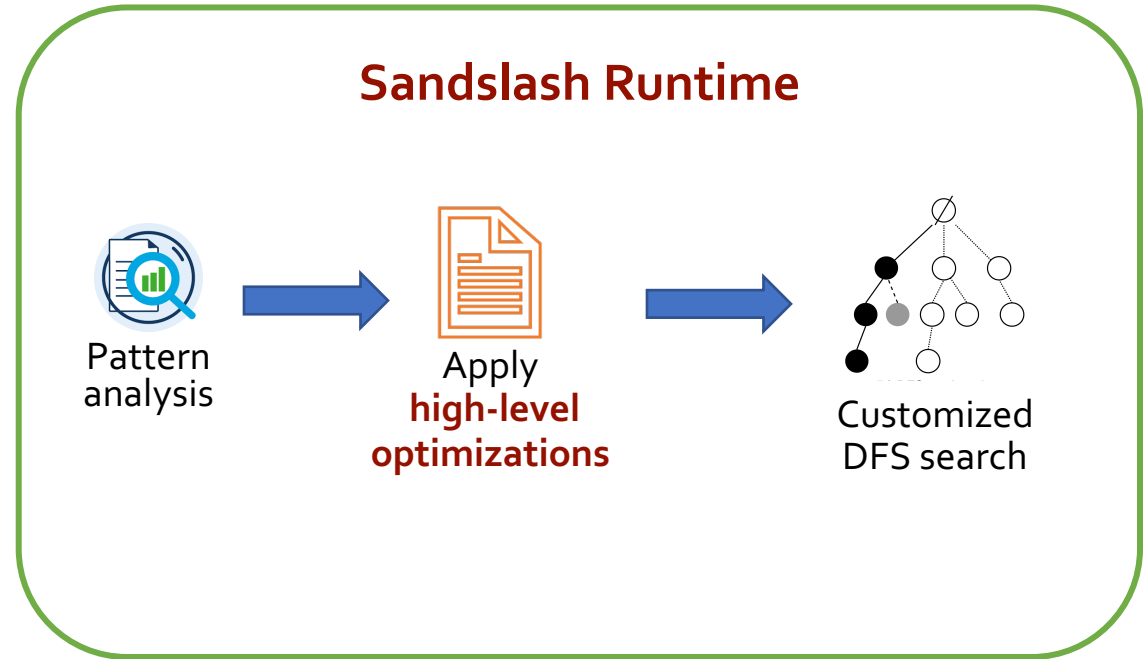 Sandslash Runtime
Pattern
analysis
Apply
high-level
optimizations
Customized
DFS search